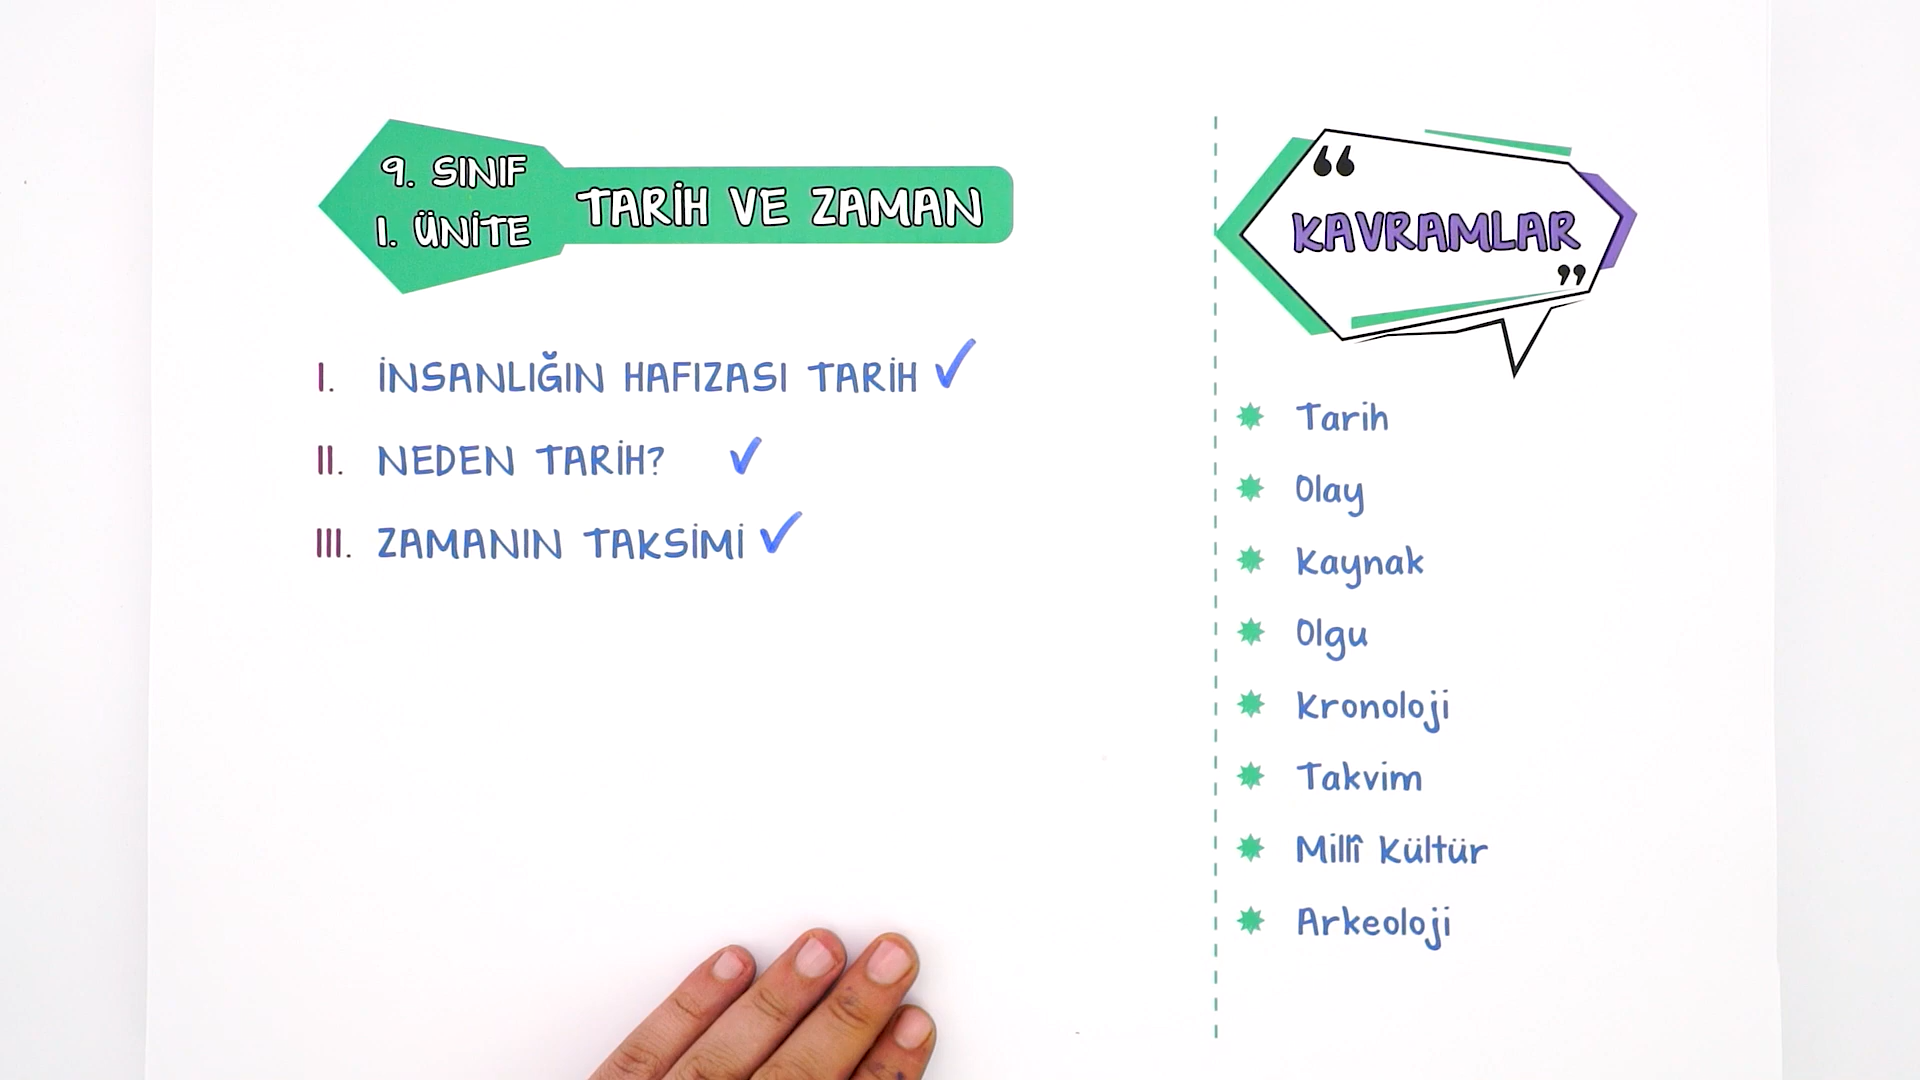 9. SINIF
1. ÜNİTE
TARİH VE ZAMAN
I. İNSANLIĞIN HAFIZASI TARİH
II. NEDEN TARİH?
III. ZAMANIN TAKSİMİ
KAVRAMLAR
Tarih
Olay
Kaynak
Olgu
Kronoloji
Takvim
Millî Kültür
Arkeoloji